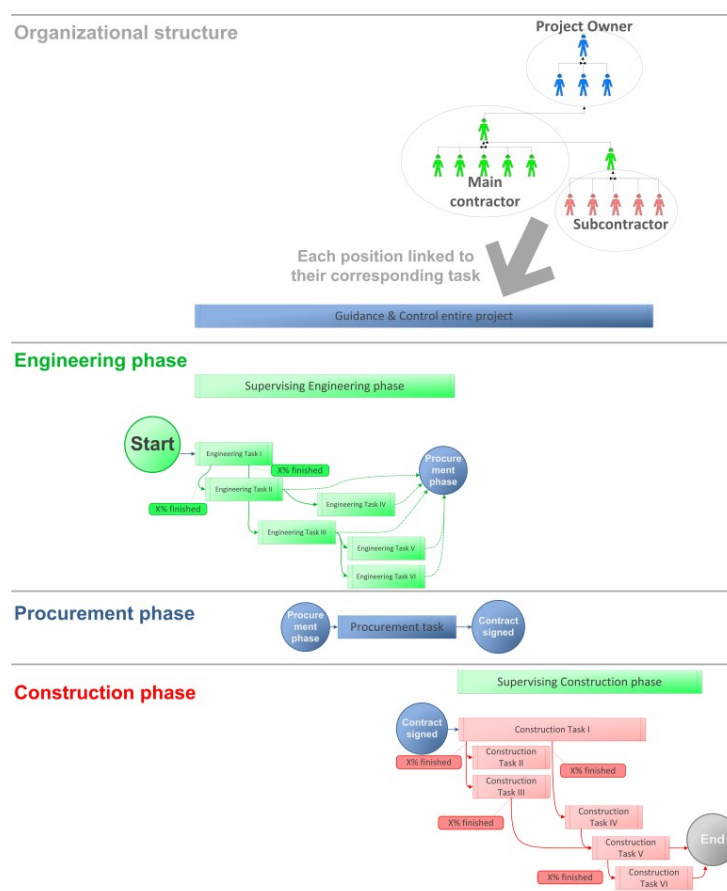 Organizational structure
Project Owner
Main
contractor
Subcontractor
Each position linked to
their corresponding task
Guidance & Control entire project
Engineering phase
Supervising Engineering phase
Start
Engineering Task I
X% finished
Engineering Task II
X% finished
Engineering Task IV
Procure
ment
phase
Engineering Task III
Engineering Task V
Engineering Task VI
Procurement phase
Procure
ment
phase
Procurement task
Contract
signed
Construction phase
Supervising Construction phase
Contract
signed
Construction Task I
X% finished
Construction
Task II
X% finished
Construction
Task III
X% finished
Construction
Task IV
Construction
Task V
End
X% finished
Construction
Task VI